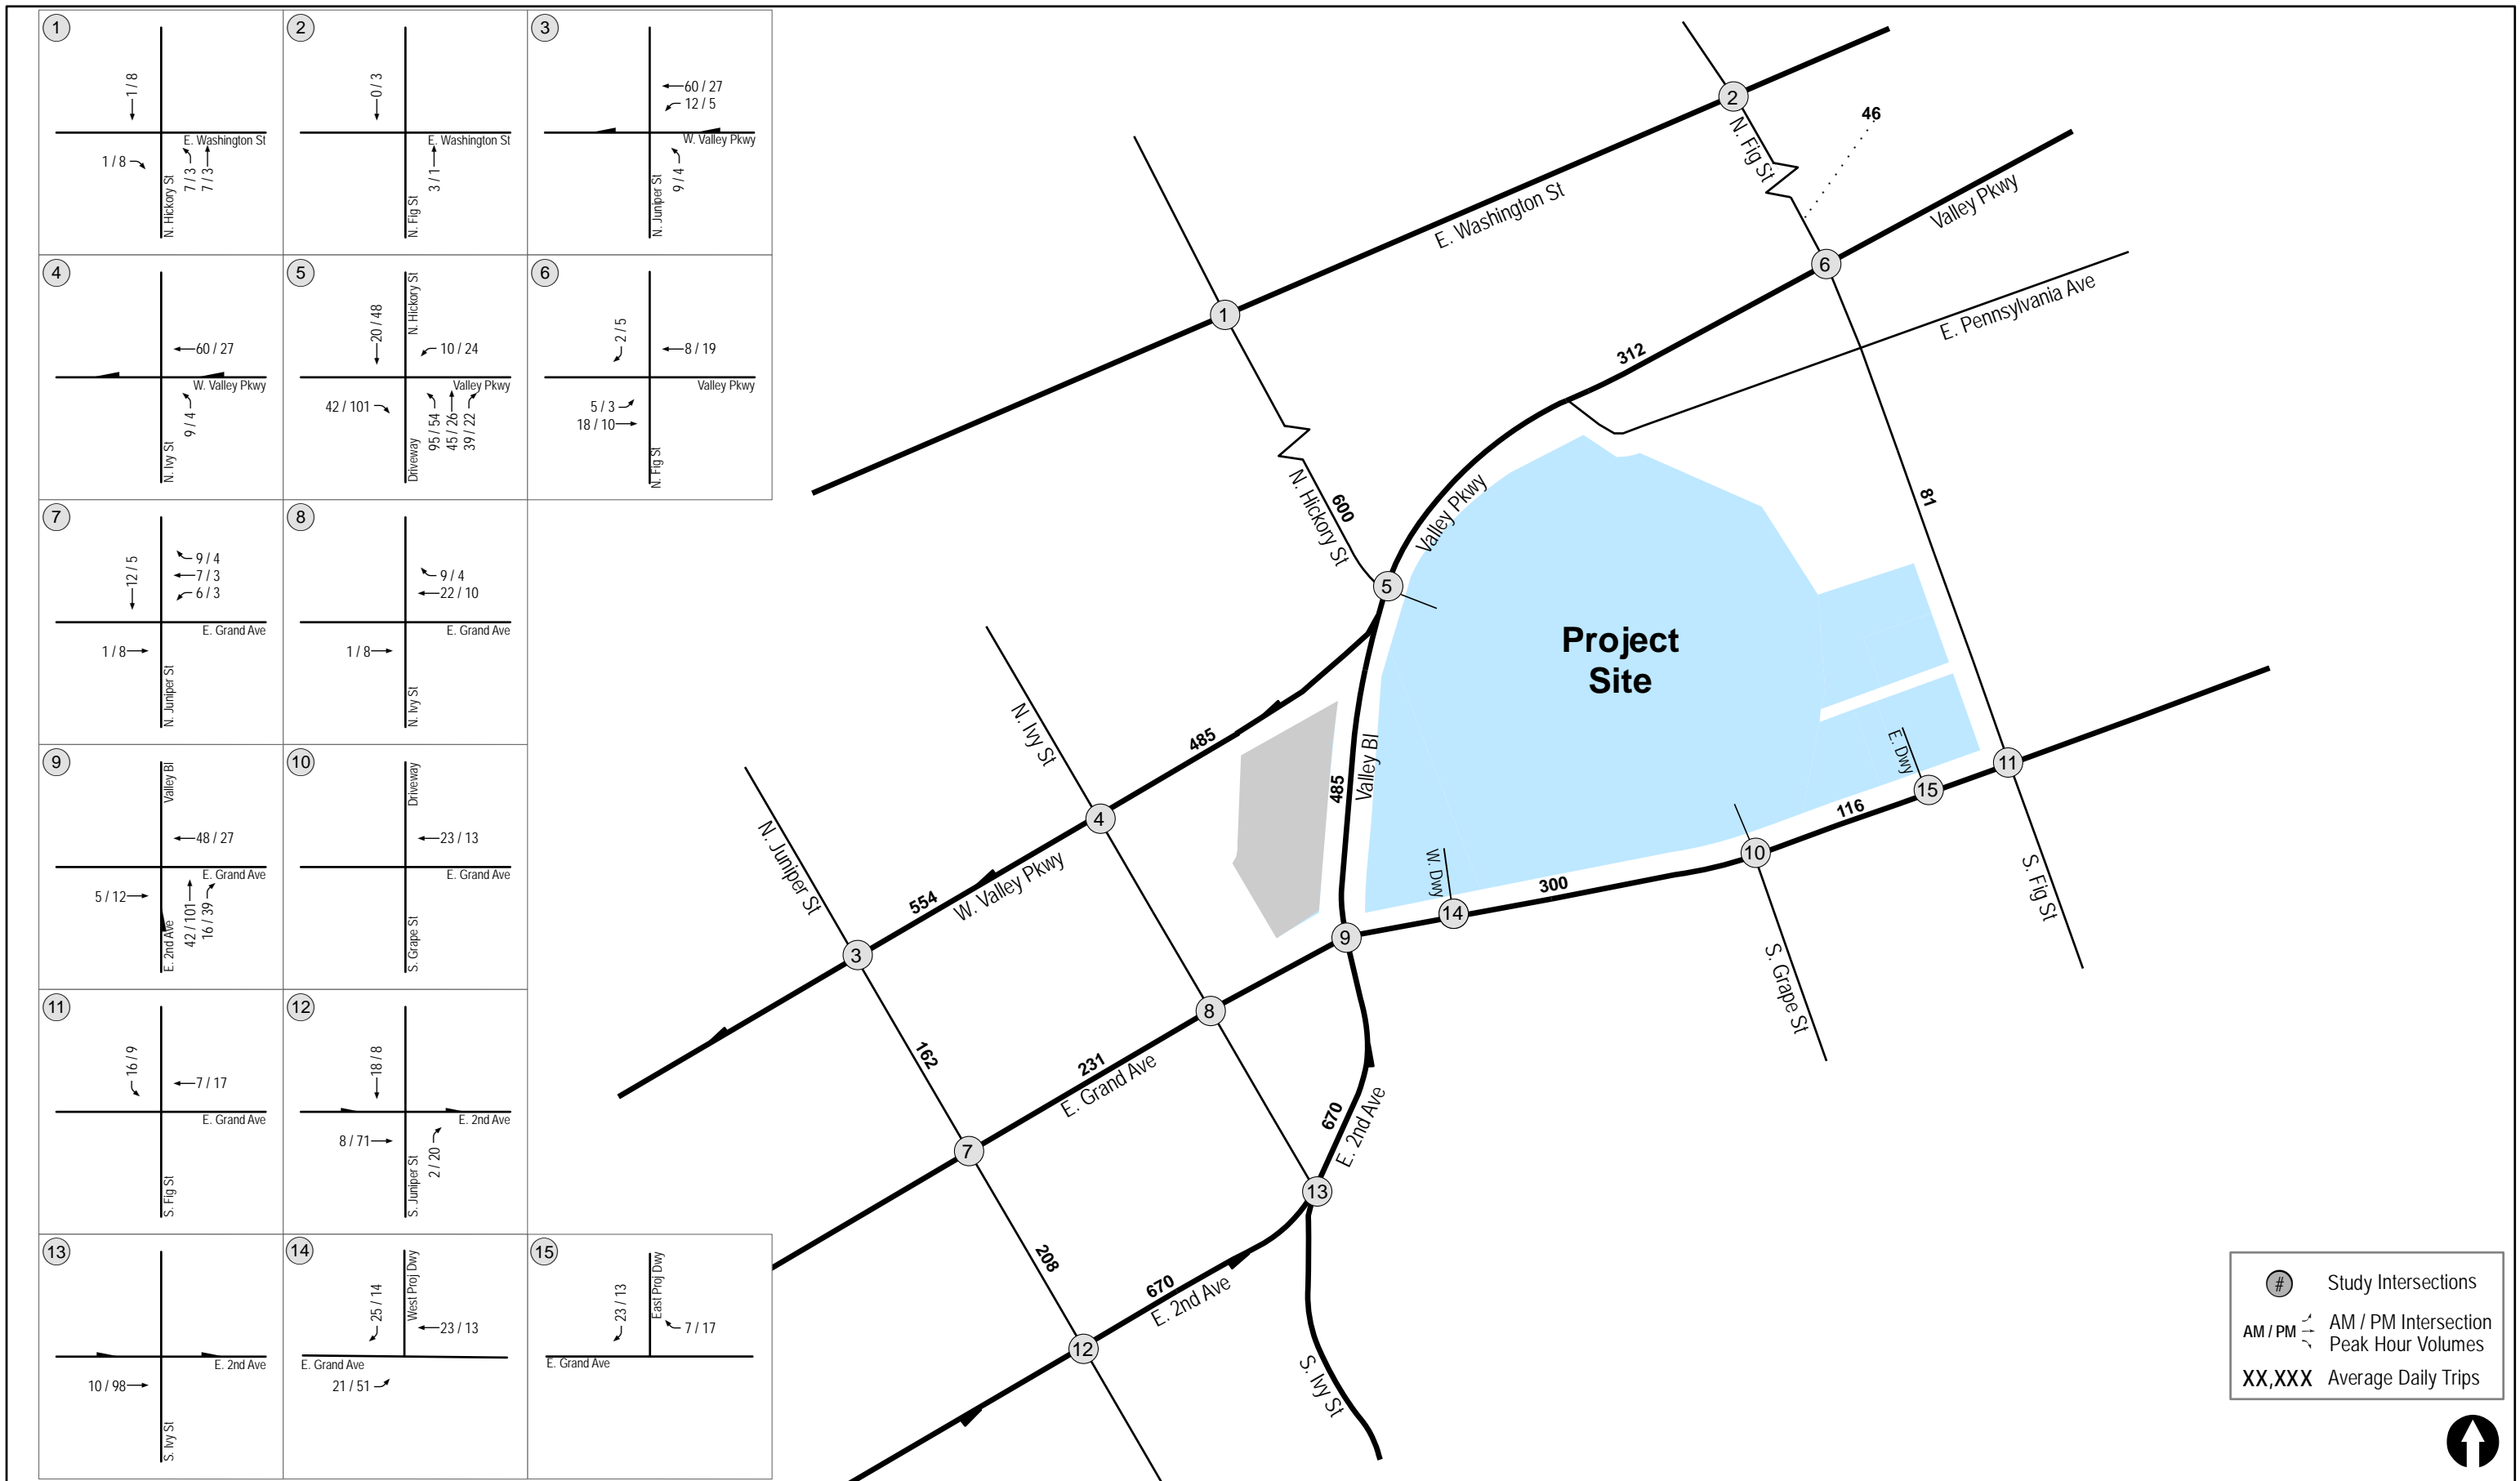 1
1 / 8
E. Washington St
1 / 8
7 / 3
7 / 3
N. Hickory St
2
0 / 3
E. Washington St
3 / 1
N. Fig St
3
60 / 27
12 / 5
W. Valley Pkwy
9 / 4
N. Juniper St
4
60 / 27
W. Valley Pkwy
9 / 4
N. Ivy St
5
N. Hickory St
20 / 48
10 / 24
Valley Pkwy
42 / 101
95 / 54
45 / 26
39 / 22
Driveway
6
2 / 5
8 / 19
Valley Pkwy
5 / 3
18 / 10
N. Fig St
7
12 / 5
9 / 4
7 / 3
6 / 3
E. Grand Ave
1 / 8
N. Juniper St
8
9 / 4
22 / 10
E. Grand Ave
1 / 8
N. Ivy St
9
Valley Bl
48 / 27
E. Grand Ave
5 / 12
42 / 101
16 / 39
E. 2nd Ave
10
Driveway
23 / 13
E. Grand Ave
S. Grape St
11
16 / 9
7 / 17
E. Grand Ave
S. Fig St
12
18 / 8
E. 2nd Ave
8 / 71
2 / 20
S. Juniper St
13
E. 2nd Ave
10 / 98
S. Ivy St
14
25 / 14
West Proj Dwy
23 / 13
E. Grand Ave
21 / 51
15
23 / 13
East Proj Dwy
7 / 17
E. Grand Ave
2
46
N. Fig St
Valley Pkwy
E. Washington St
6
E. Pennsylvania Ave
1
312
81
N. Hickory St
600
Valley Pkwy
5
Project
Site
N. Ivy St
485
485
Valley Bl
E. Dwy
11
15
116
4
N. Juniper St
W. Valley Pkwy
554
W. Dwy
10
300
14
S. Fig St
9
3
S. Grape St
8
162
231
E. Grand Ave
670
E. 2nd Ave
7
13
208
670
E. 2nd Ave
12
S. Ivy St
#
Study Intersections
AM / PM
AM / PM Intersection
Peak Hour Volumes
XX,XXX
Average Daily Trips